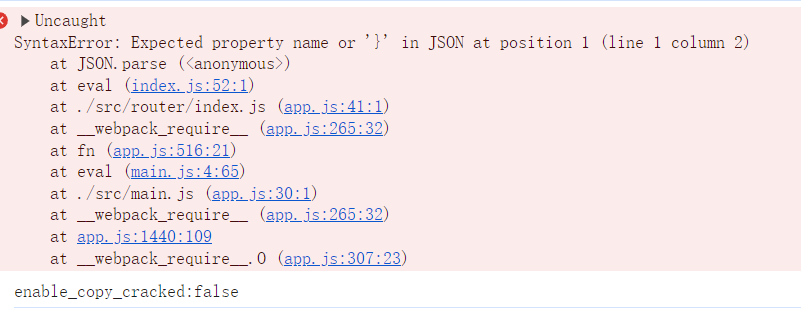 Uncaught
SyntaxError: Expected property name or '}' in JSON at position 1 (line 1 column 2)
at JSON.parse (<anonymous>)
at eval (index.js:52:1)
at ./src/router/index.js (app.js:41:1)
at __webpack_require__ (app.js:265:32)
at fn (app.js:516:21)
at eval (main.js:4:65)
at ./src/main.js (app.js:30:1)
at __webpack_require__ (app.js:265:32)
at app.js:1440:109
at __webpack_require__.O (app.js:307:23)
enable_copy_cracked:false